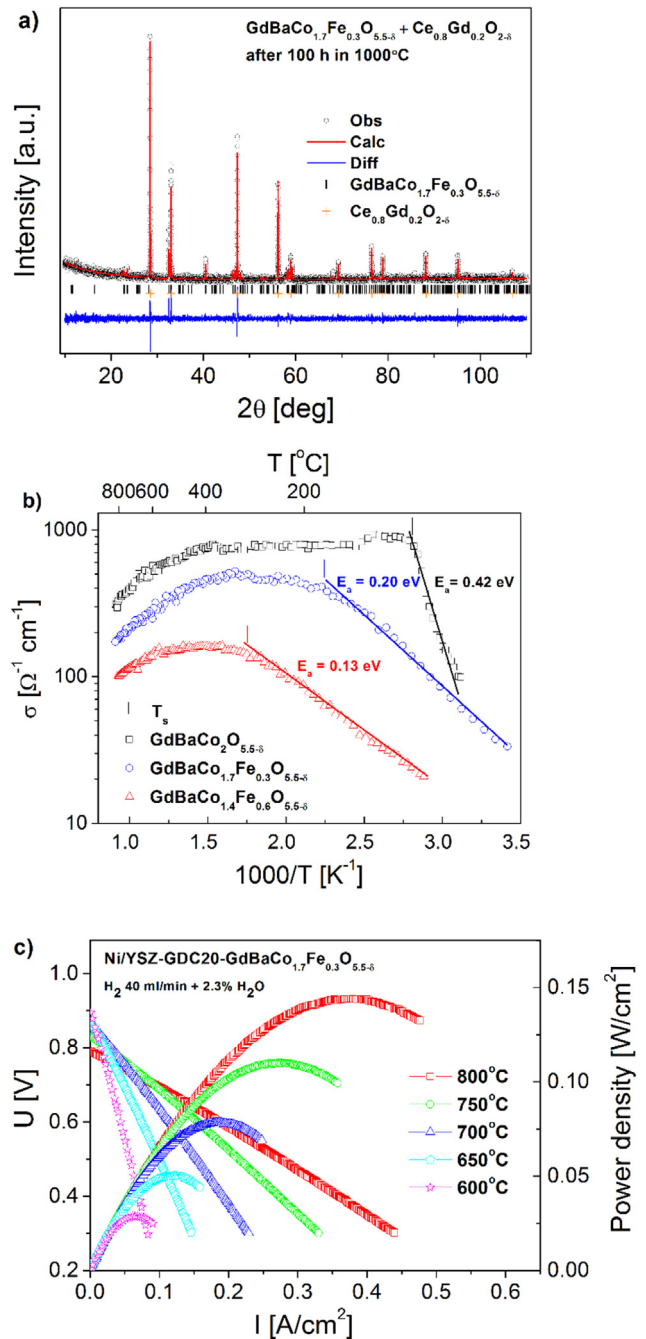 a)
GdBaCo1.7Fe0.3O5.5-δ + Ce0.8Gd0.2O2-δ
after 100 h in 1000°C
Obs
Calc
Diff
GdBaCo1.7Fe0.3O5.5-δ
Ce0.8Gd0.2O2-δ
Intensity [a.u.]
20 40 60 80 100
2θ [deg]
b)
T [°C]
800 600 400 200
1000
100
10
σ [Ω-1 cm-1]
Ea = 0.20 eV
Ea = 0.42 eV
Ea = 0.13 eV
Ts
GdBaCo2O5.5-δ
GdBaCo1.7Fe0.3O5.5-δ
GdBaCo1.4Fe0.6O5.5-δ
1.0 1.5 2.0 2.5 3.0 3.5
1000/T [K-1]
c)
Ni/YSZ-GDC20-GdBaCo1.7Fe0.3O5.5-δ
H2 40 ml/min + 2.3% H2O
800°C
750°C
700°C
650°C
600°C
1.0
0.8
0.6
0.4
0.2
U [V]
0.15
0.10
0.05
0.00
Power density [W/cm2]
0.0 0.1 0.2 0.3 0.4 0.5 0.6
I [A/cm2]